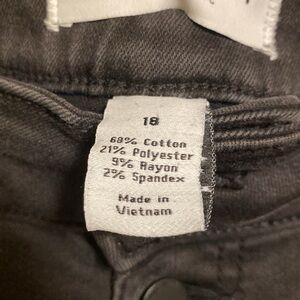 18
68% Cotton
21% Polyester
9% Rayon
2% Spandex
Made in
Vietnam